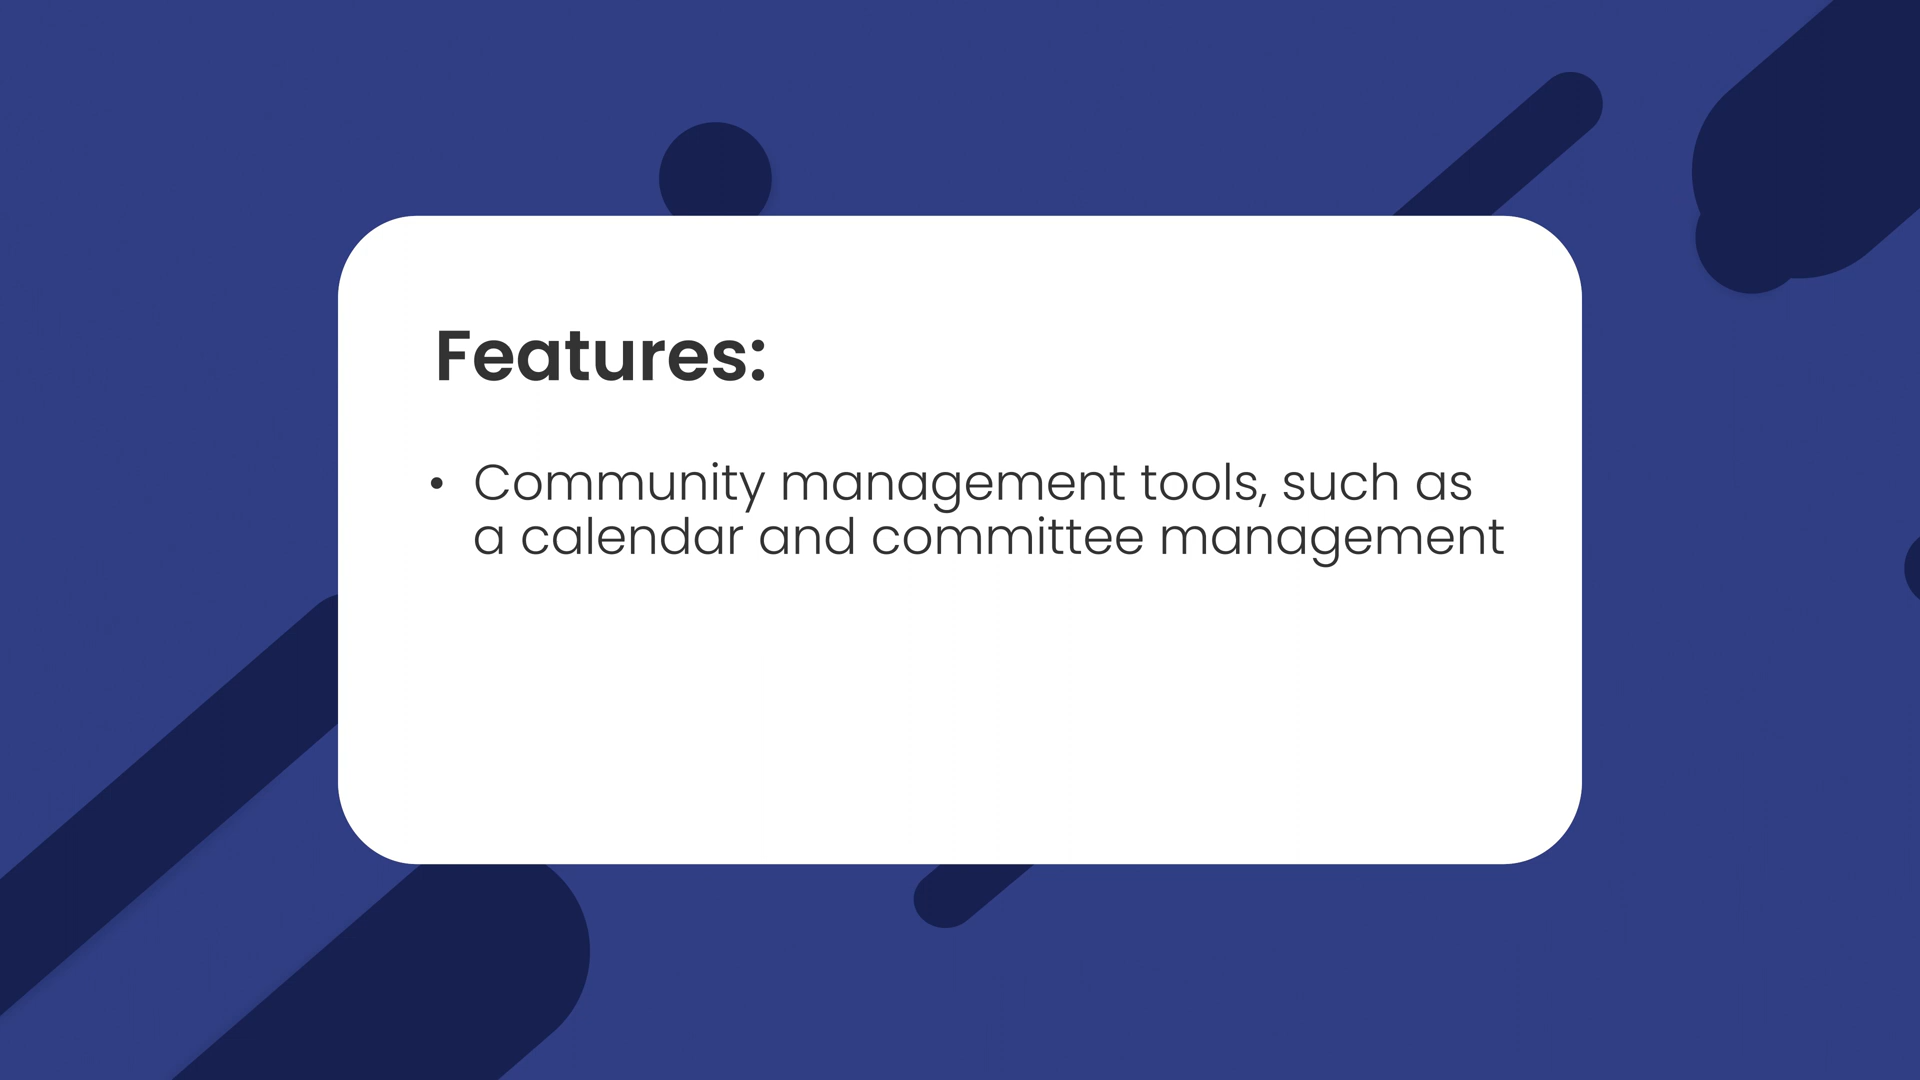 Features:
• Community management tools, such as
a calendar and committee management